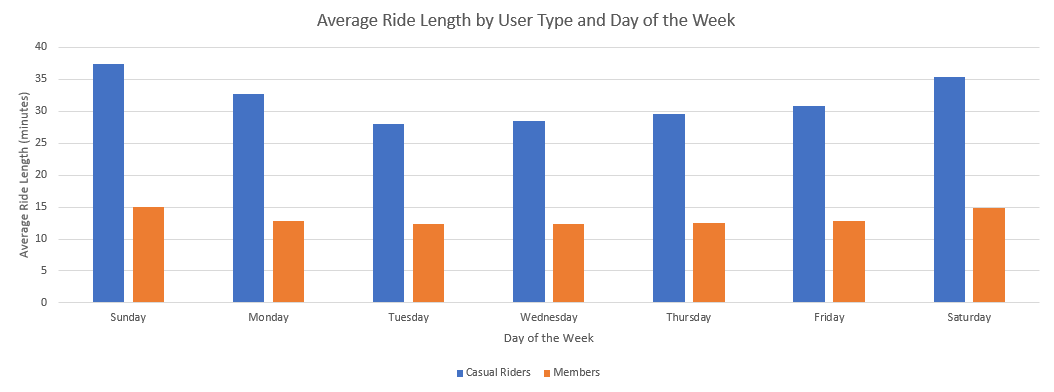 Average Ride Length by User Type and Day of the Week
Average Ride Length (minutes)
40
35
30
25
20
15
10
5
0
Sunday Monday Tuesday Wednesday Thursday Friday Saturday
Day of the Week
Casual Riders Members